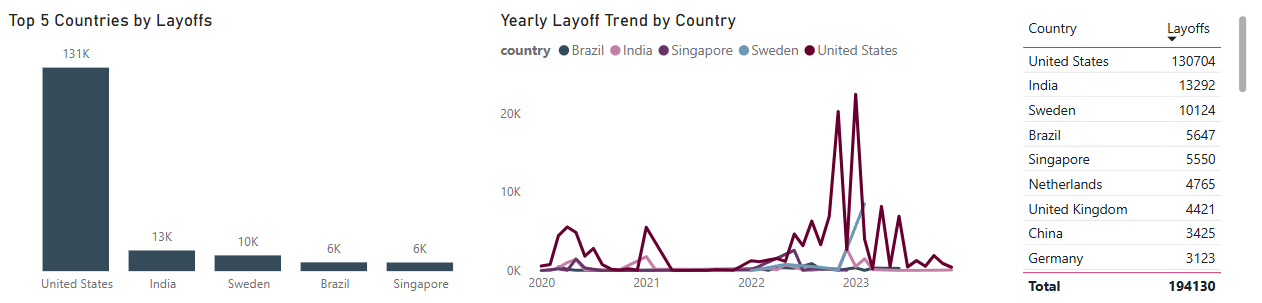 Top 5 Countries by Layoffs
131K
13K
10K
6K
6K
United States
India
Sweden
Brazil
Singapore
Yearly Layoff Trend by Country
country Brazil India Singapore Sweden United States
20K
10K
0K
2020 2021 2022 2023
Country Layoffs
United States 130704
India 13292
Sweden 10124
Brazil 5647
Singapore 5550
Netherlands 4765
United Kingdom 4421
China 3425
Germany 3123
Total 194130